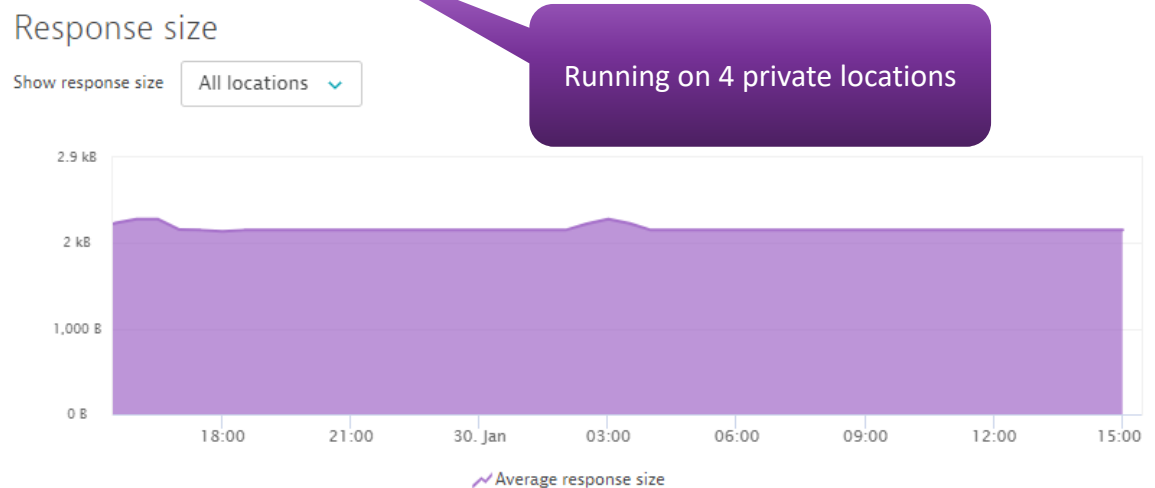 Response size
Running on 4 private locations
Show response size All locations
2.9 kB
2 kB
1,000 B
0 B
18:00 21:00 30. Jan 03:00 06:00 09:00 12:00 15:00
Average response size